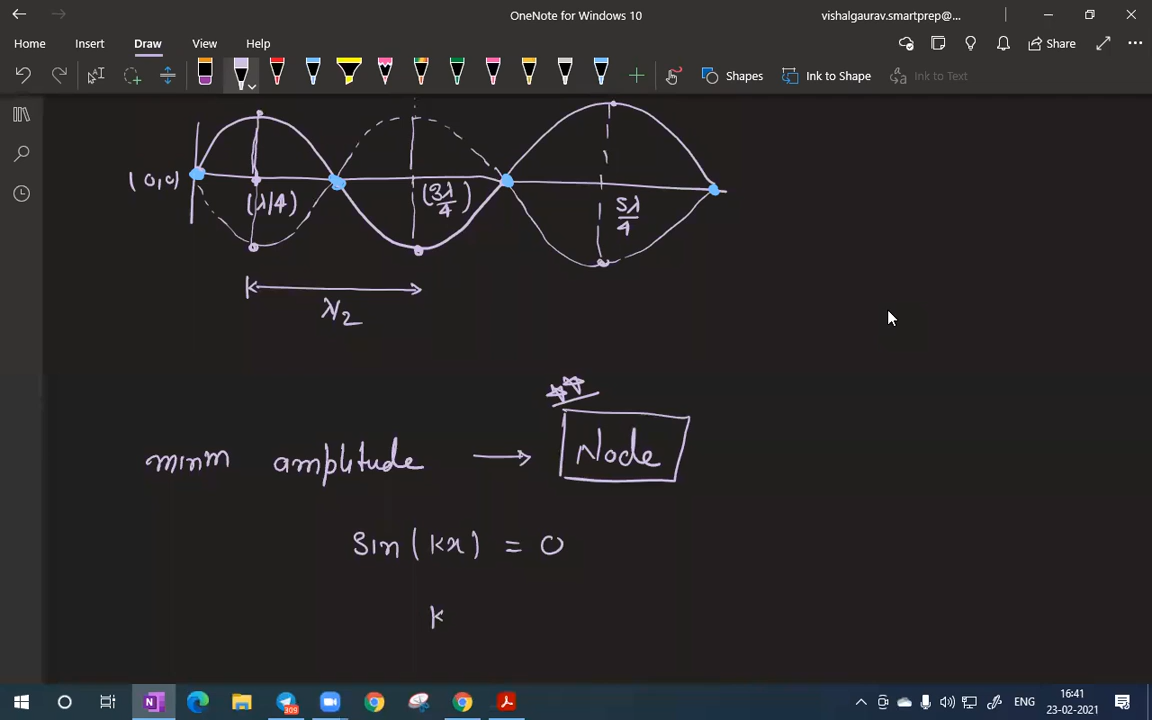 OneNote for Windows 10
vishalgaurav.smartprep@...
Home Insert Draw View Help
Share
Shapes Ink to Shape Ink to Text
(0,0)
(λ/4)
(3λ/4)
5λ/4
λ/2
minm amplitude → Node
Sin(kx) = 0
k
309
ENG
16:41
23-02-2021